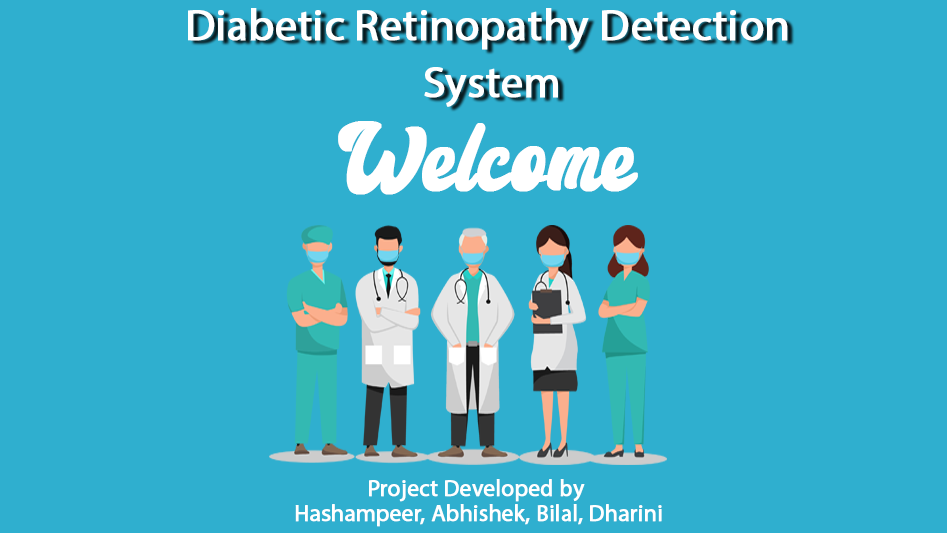 Diabetic Retinopathy Detection
System
Welcome
Project Developed by
Hashampeer, Abhishek, Bilal, Dharini